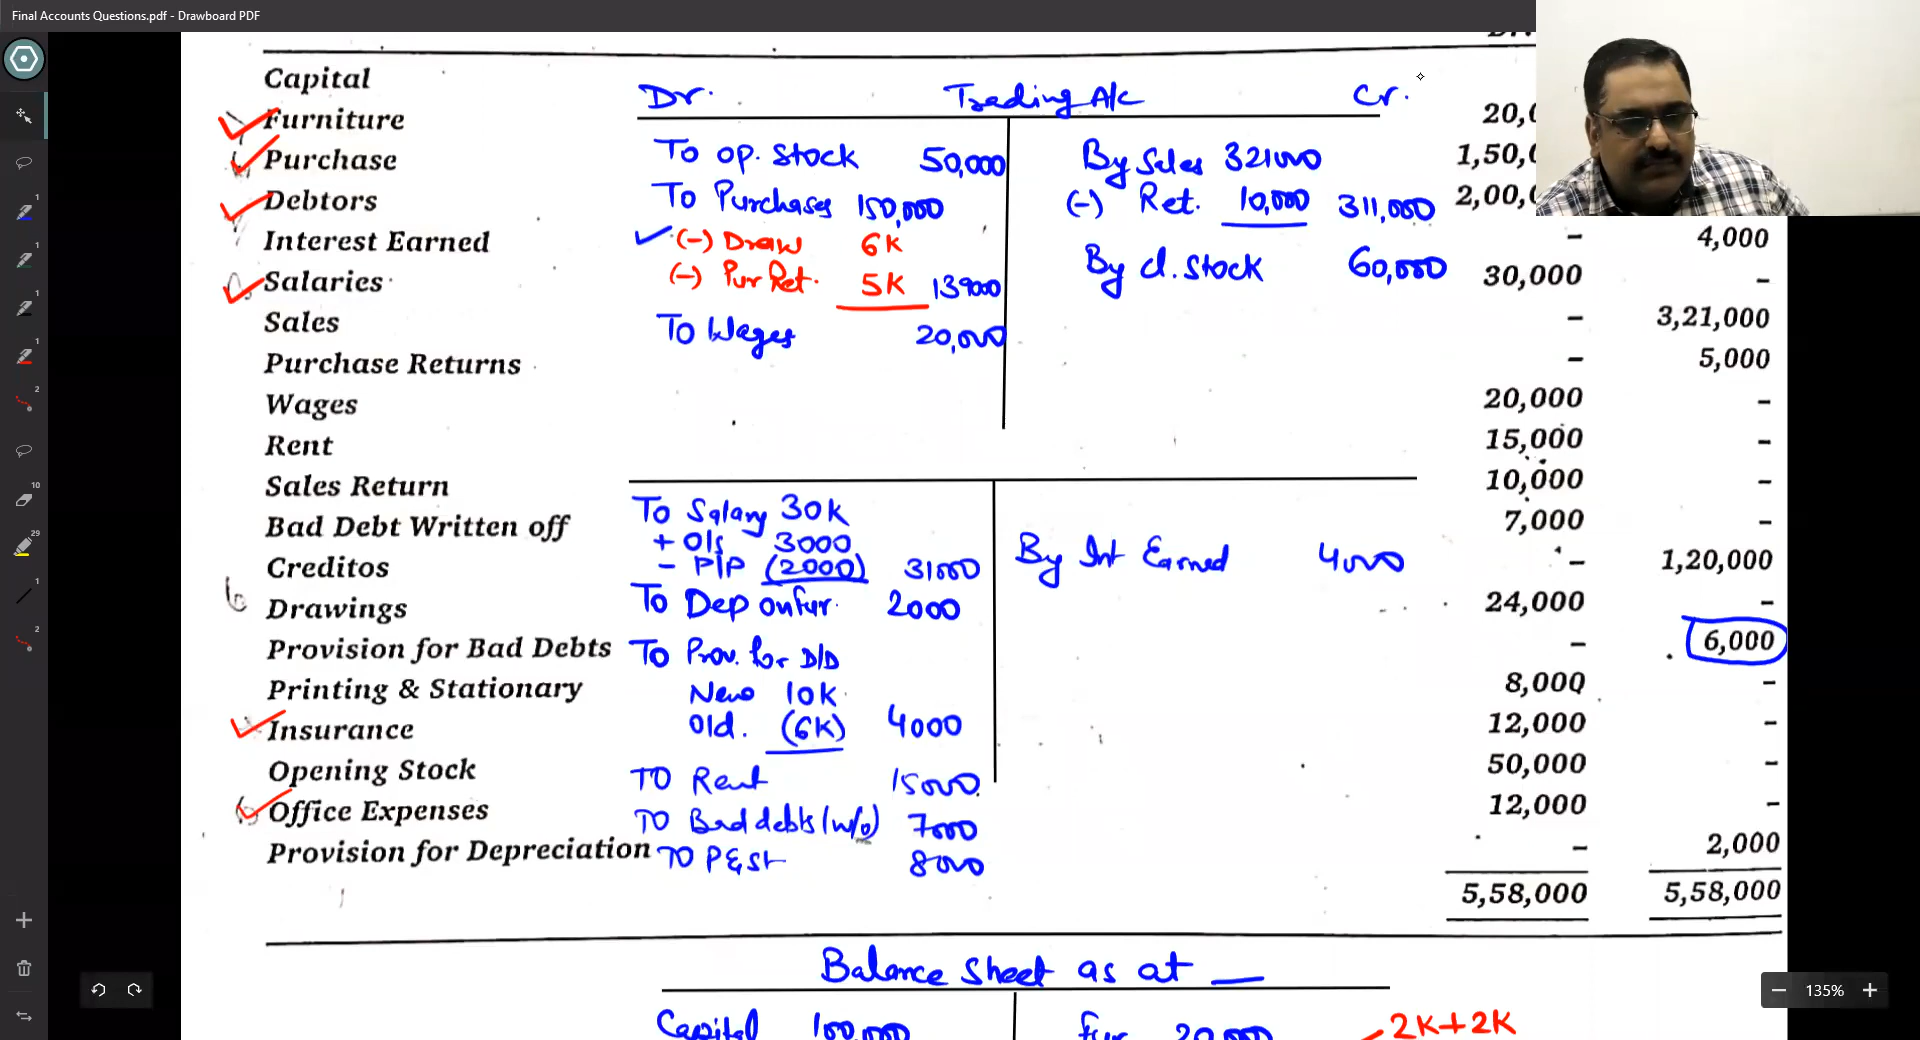 Final Accounts Questions.pdf - Drawboard PDF
Capital
Dr. Trading A/c Cr.
Furniture 20,0
Purchase To op. Stock 50,000 By Sales 321000 1,50,0
Debtors To Purchases 150,000 (-) Ret. 10,000 311,000 2,00,0
Interest Earned (-) Draw 6K - 4,000
Salaries (-) Pur Ret. 5K 139000 By cl. Stock 60,000 30,000 -
Sales To Wages 20,000 - 3,21,000
Purchase Returns - 5,000
Wages 20,000 -
Rent 15,000 -
Sales Return 10,000 -
To Salary 30K
Bad Debt Written off + O/s 3000 7,000 -
Creditos - P/P (2000) 31000 By Int Earned 4000 - 1,20,000
Drawings To Dep on fur. 2000 24,000 -
Provision for Bad Debts To Prov. for D/D - 6,000
Printing & Stationary New 10K 8,000 -
Insurance Old. (6K) 4000 12,000 -
Opening Stock To Rent 15000 50,000 -
Office Expenses To Bad debts (w/o) 7000 12,000 -
Provision for Depreciation To P&St 8000 - 2,000
5,58,000 5,58,000
Balance Sheet as at
Capital 100,000 Fur 20,000 2K+2K
135%